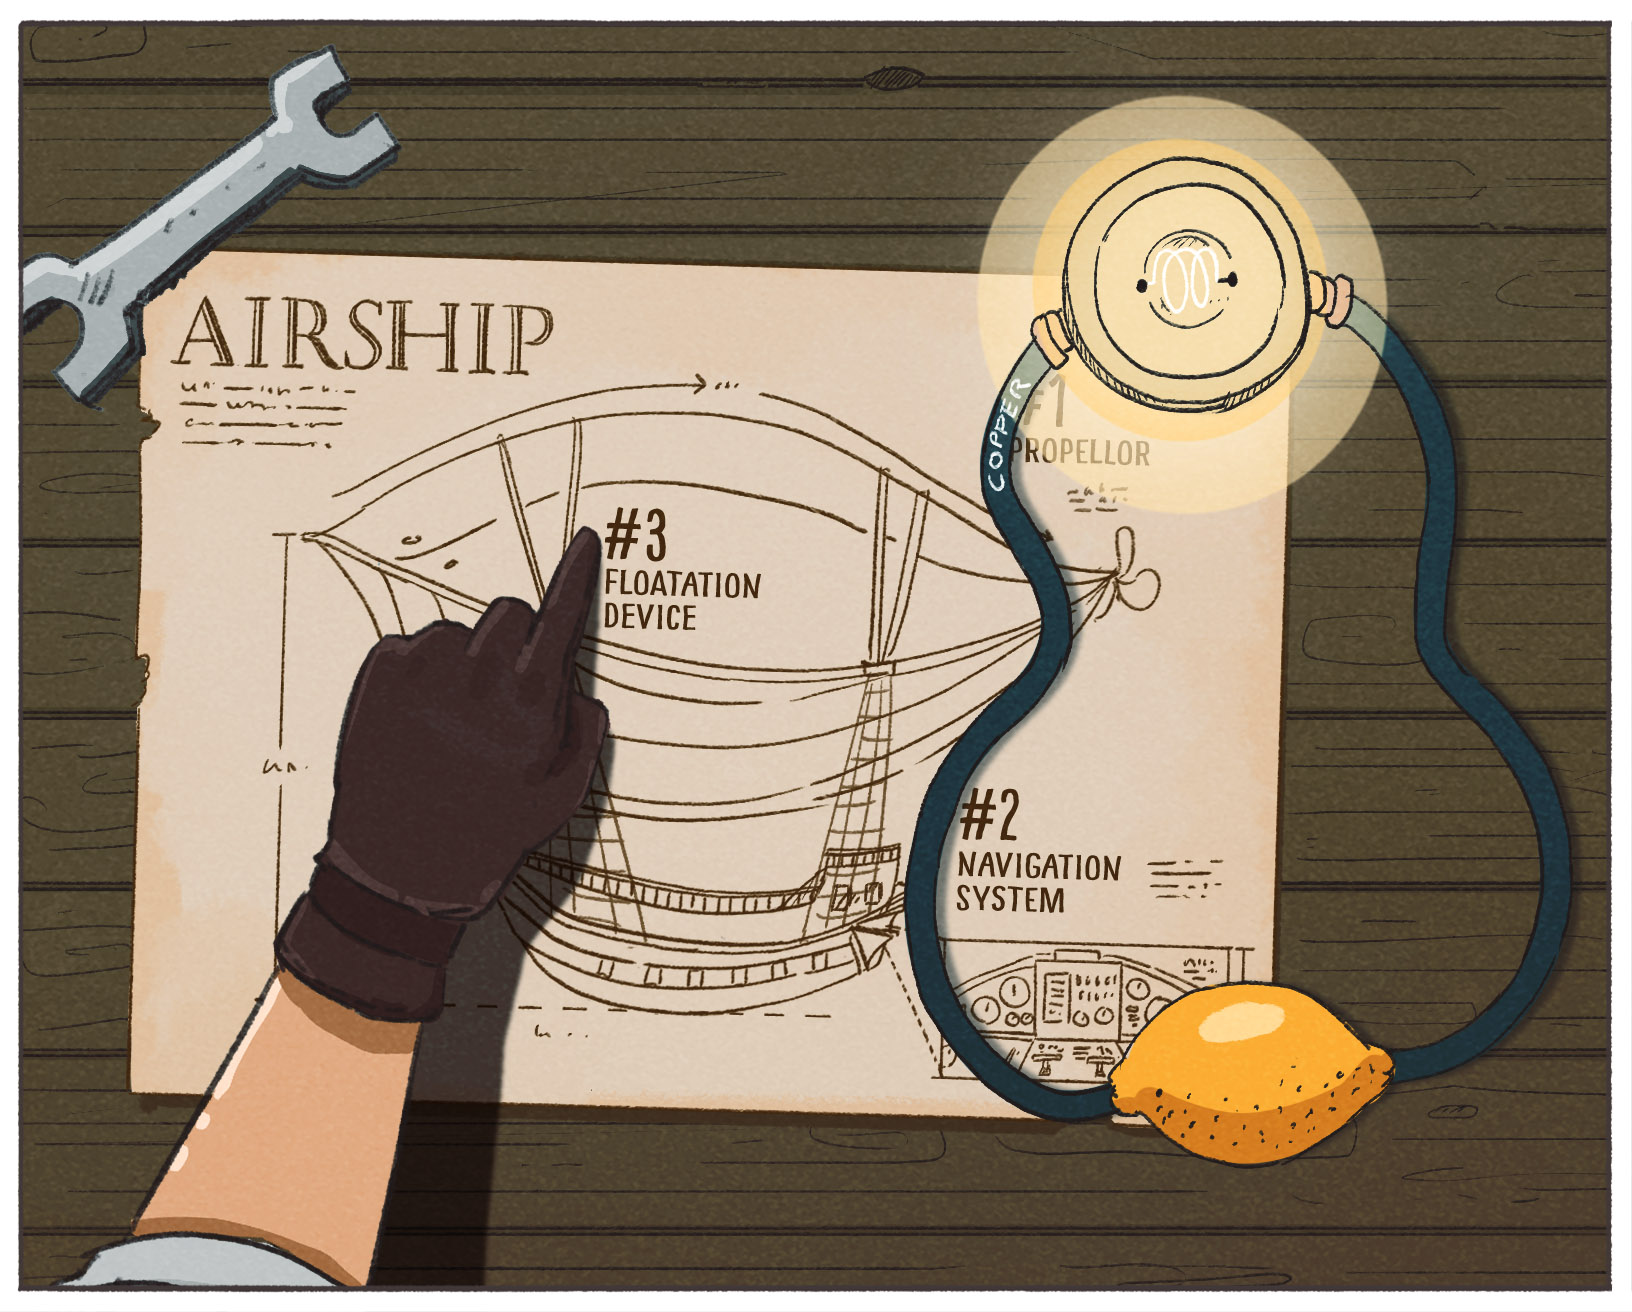 AIRSHIP
#1
PROPELLOR
COPPER
#3
FLOATATION
DEVICE
#2
NAVIGATION
SYSTEM